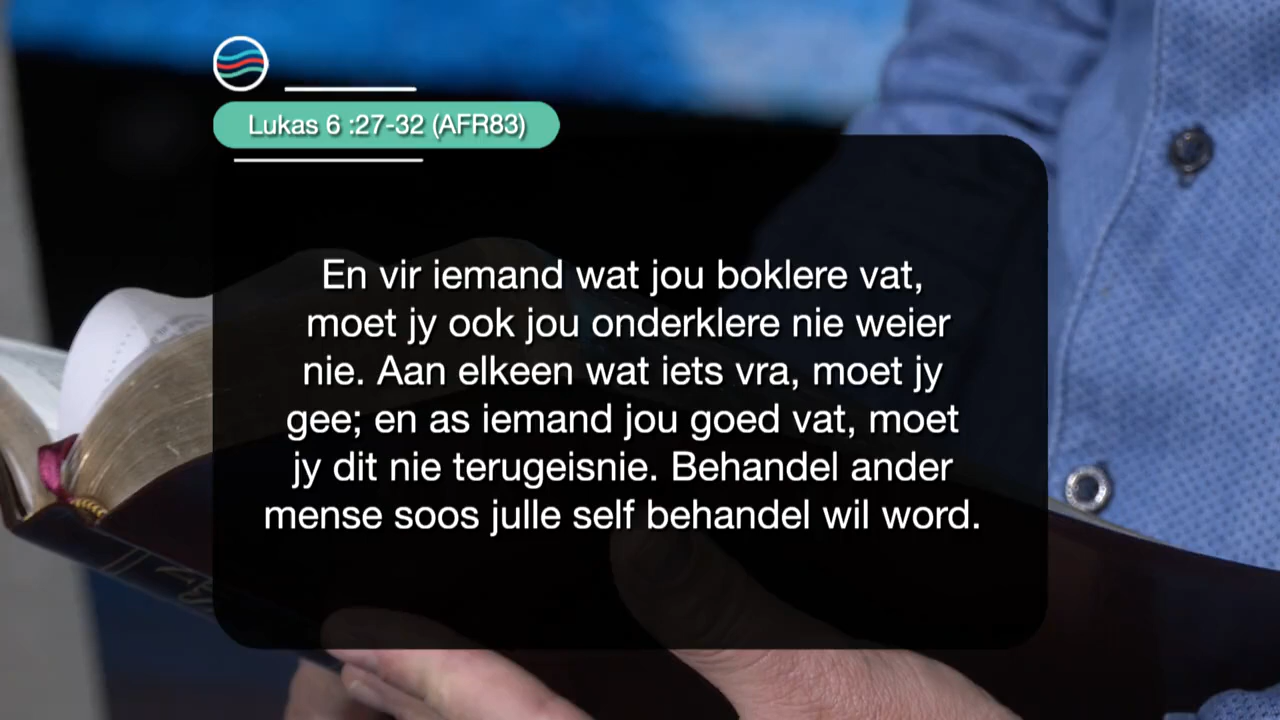 Lukas 6 :27-32 (AFR83)
En vir iemand wat jou boklere vat,
moet jy ook jou onderklere nie weier
nie. Aan elkeen wat iets vra, moet jy
gee; en as iemand jou goed vat, moet
jy dit nie terugeisnie. Behandel ander
mense soos julle self behandel wil word.